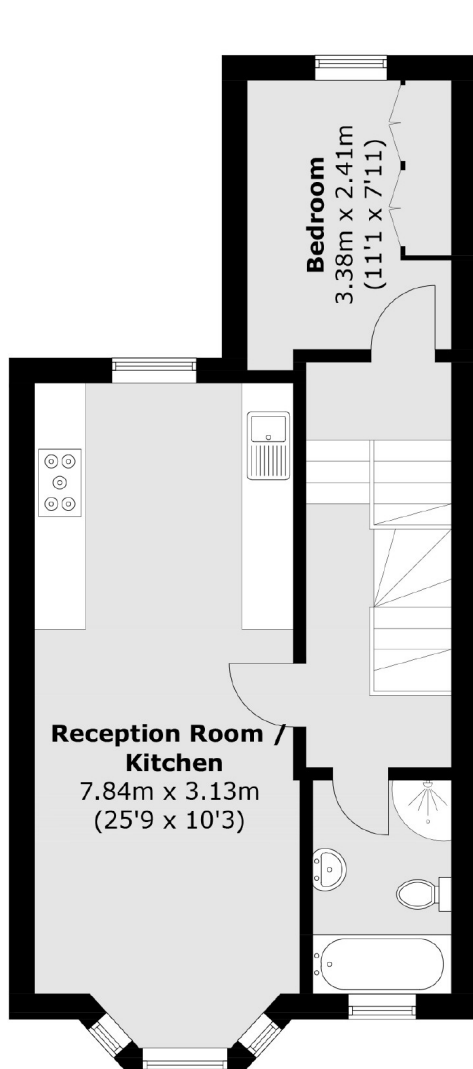 Bedroom
3.38m x 2.41m
(11'1 x 7'11)
Reception Room /
Kitchen
7.84m x 3.13m
(25'9 x 10'3)